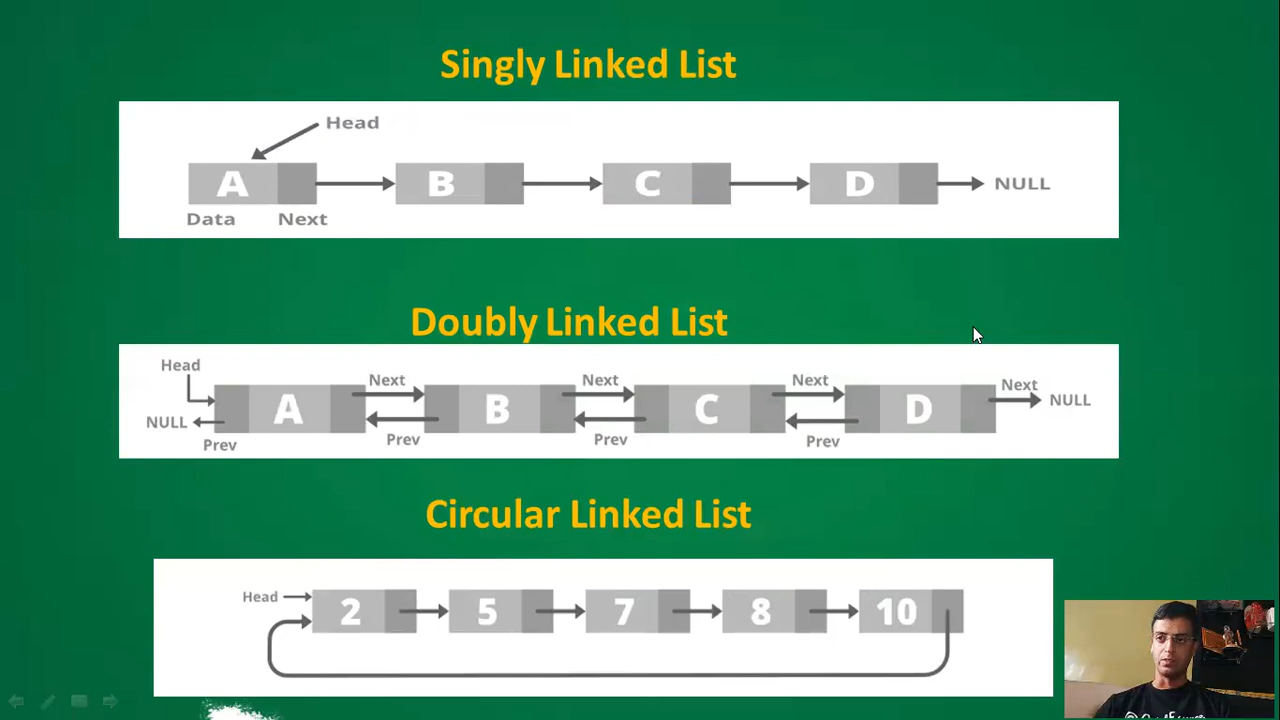 Singly Linked List
Head
A B C D NULL
Data Next
Doubly Linked List
Head Next Next Next Next
A B C D NULL
NULL
Prev Prev Prev Prev
Circular Linked List
Head 2 5 7 8 10